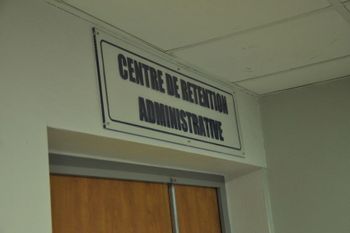 CENTRE DE RETENTION
ADMINISTRATIVE